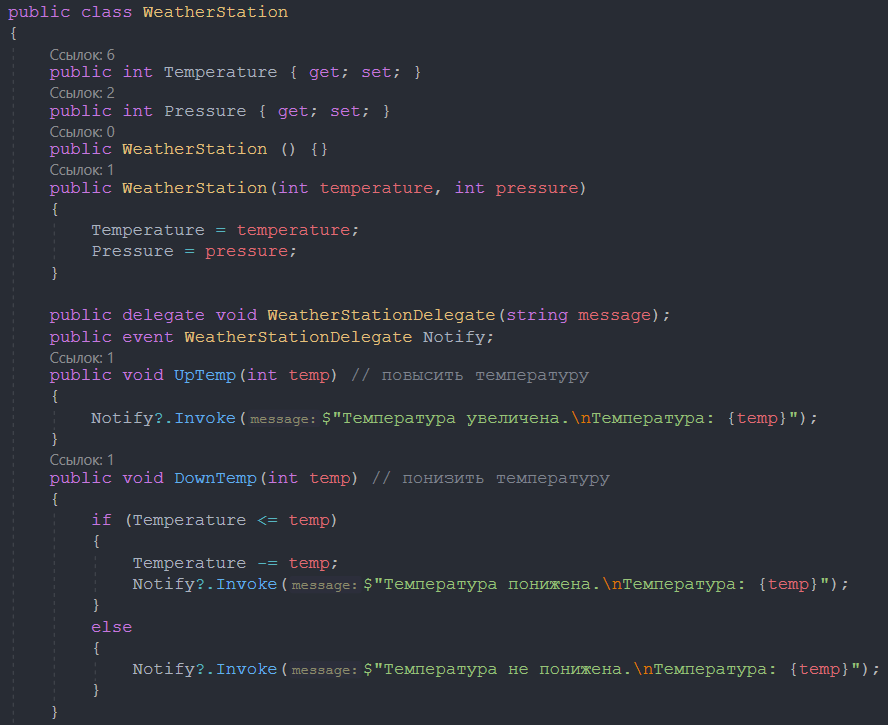 public class WeatherStation
{
Ссылок: 6
public int Temperature { get; set; }
Ссылок: 2
public int Pressure { get; set; }
Ссылок: 0
public WeatherStation () {}
Ссылок: 1
public WeatherStation(int temperature, int pressure)
{
Temperature = temperature;
Pressure = pressure;
}
public delegate void WeatherStationDelegate(string message);
public event WeatherStationDelegate Notify;
Ссылок: 1
public void UpTemp(int temp) // повысить температуру
{
Notify?.Invoke(message: $"Температура увеличена.\nТемпература: {temp}");
}
Ссылок: 1
public void DownTemp(int temp) // понизить температуру
{
if (Temperature <= temp)
{
Temperature -= temp;
Notify?.Invoke(message: $"Температура понижена.\nТемпература: {temp}");
}
else
{
Notify?.Invoke(message: $"Температура не понижена.\nТемпература: {temp}");
}
}